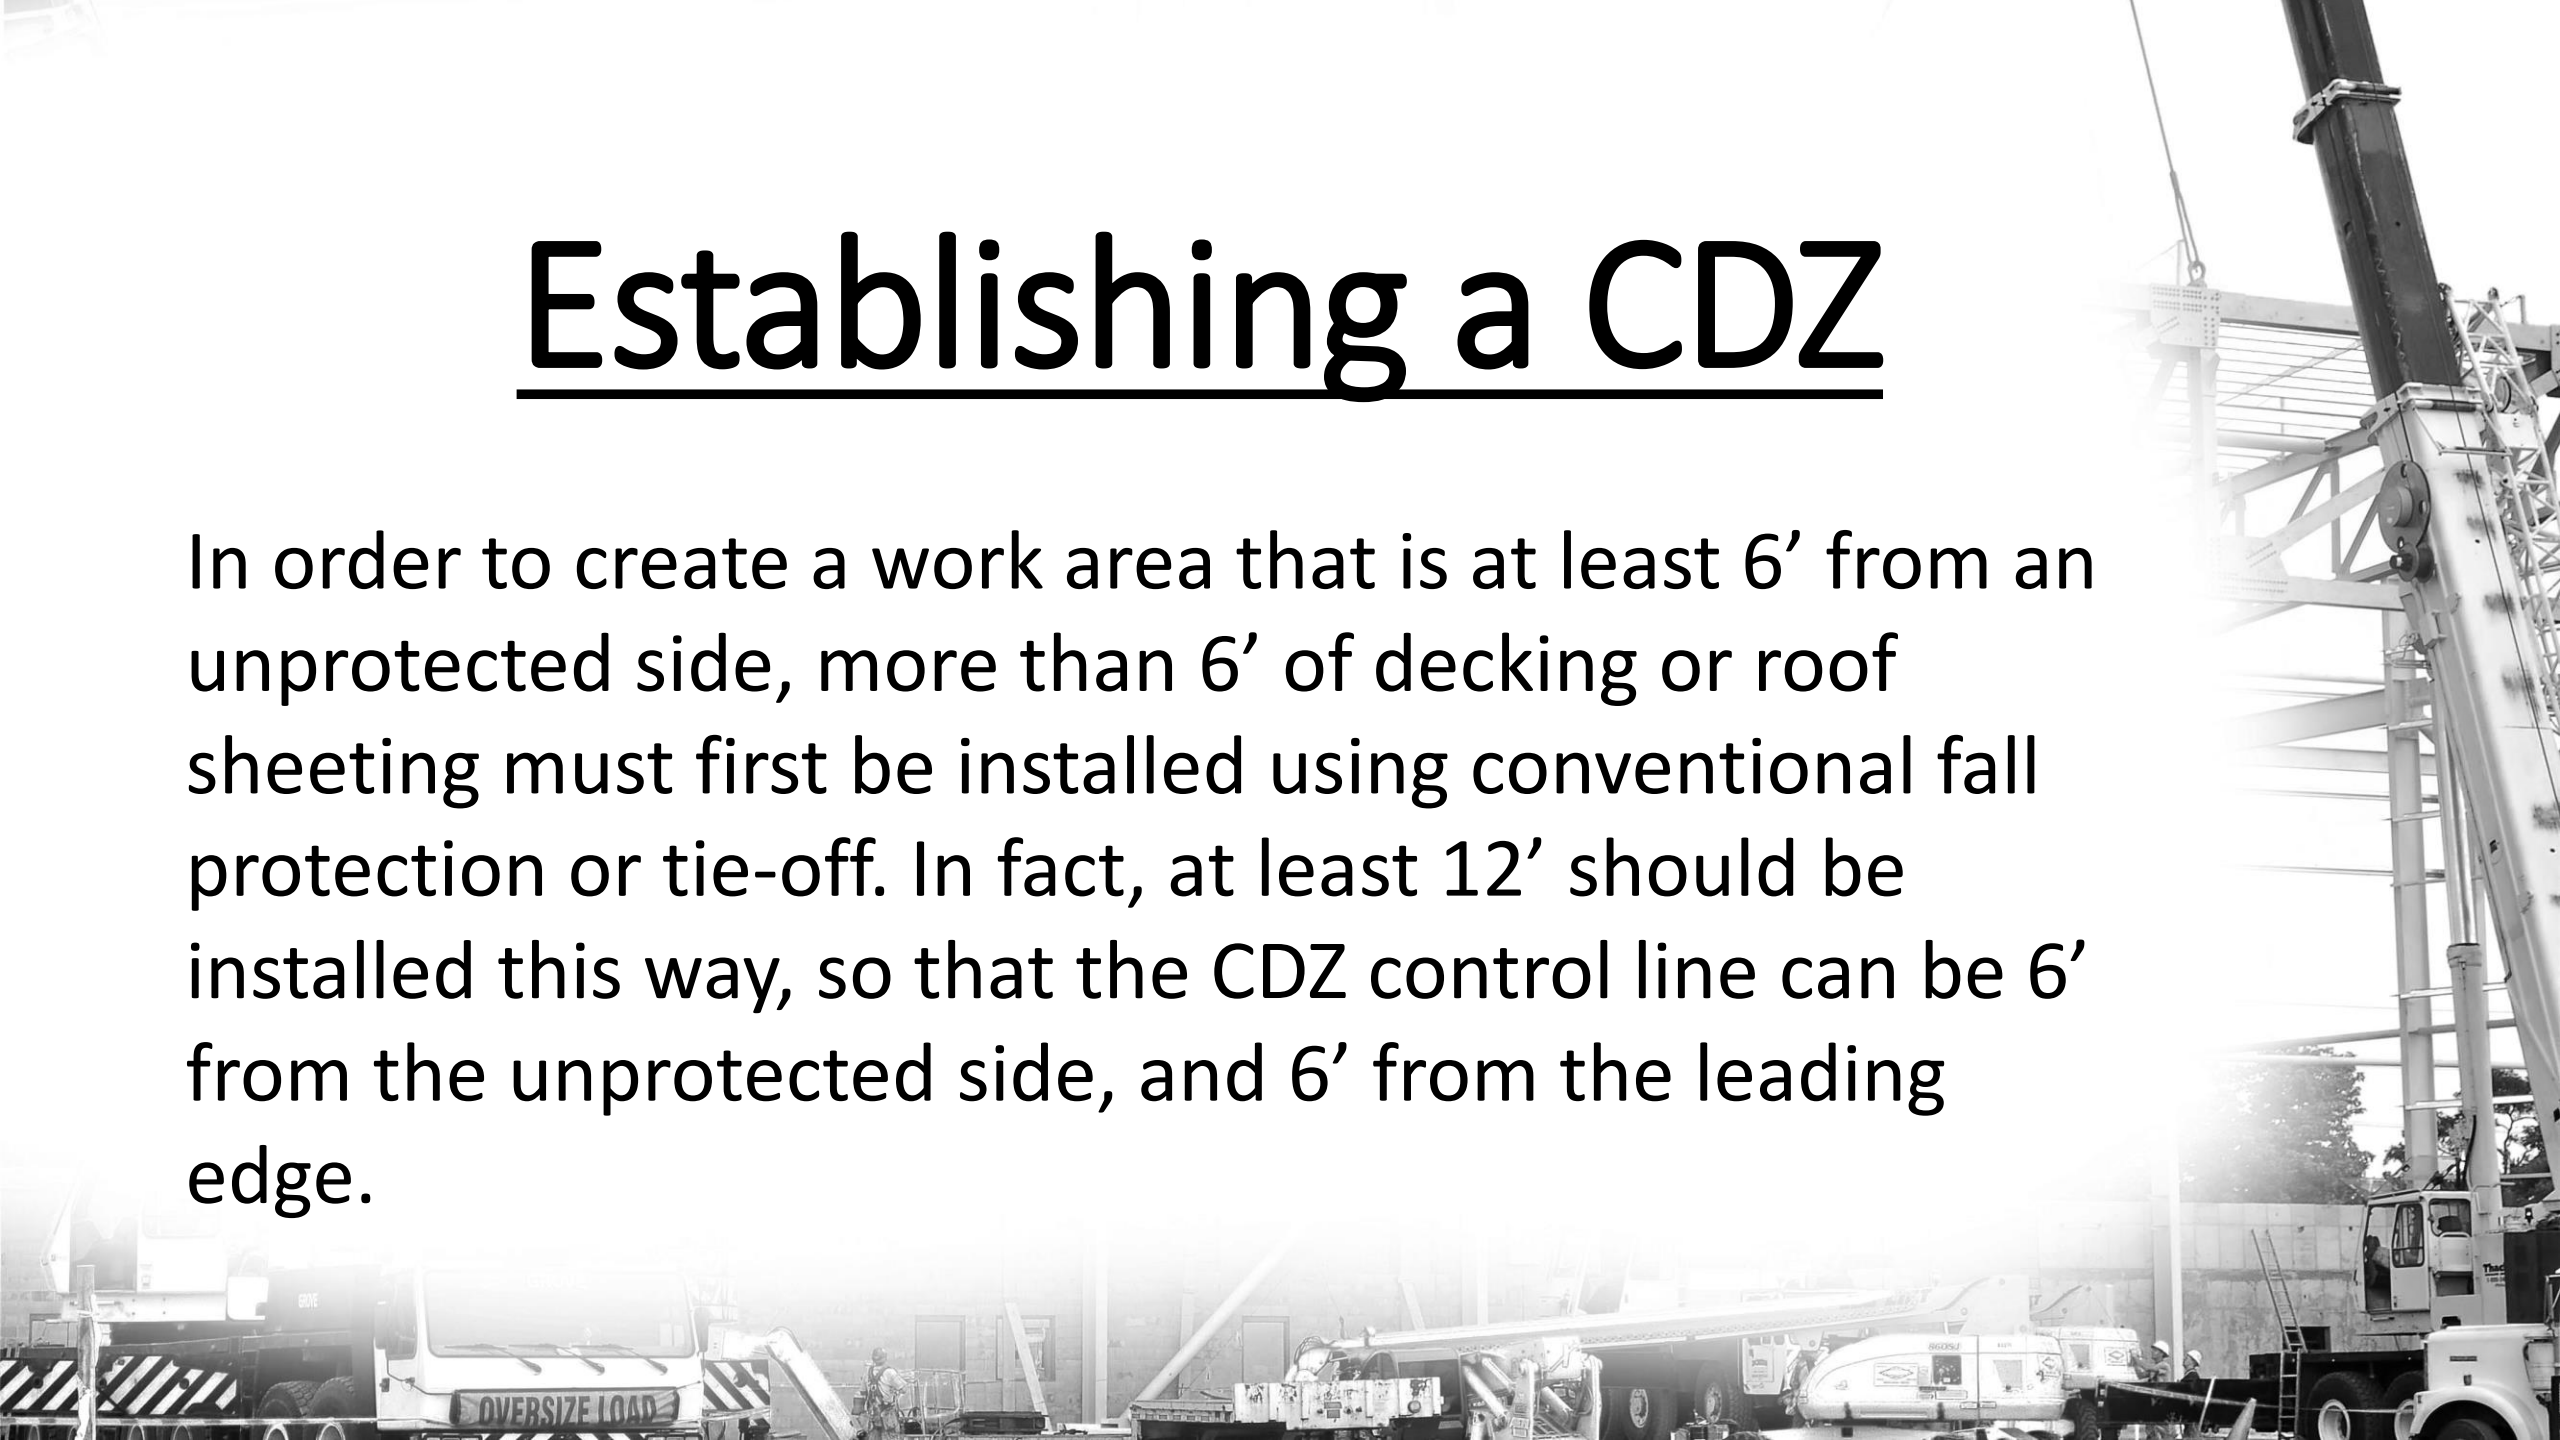 Establishing a CDZ
In order to create a work area that is at least 6’ from an
unprotected side, more than 6’ of decking or roof
sheeting must first be installed using conventional fall
protection or tie-off. In fact, at least 12’ should be
installed this way, so that the CDZ control line can be 6’
from the unprotected side, and 6’ from the leading
edge.
GROVE
OVERSIZE LOAD